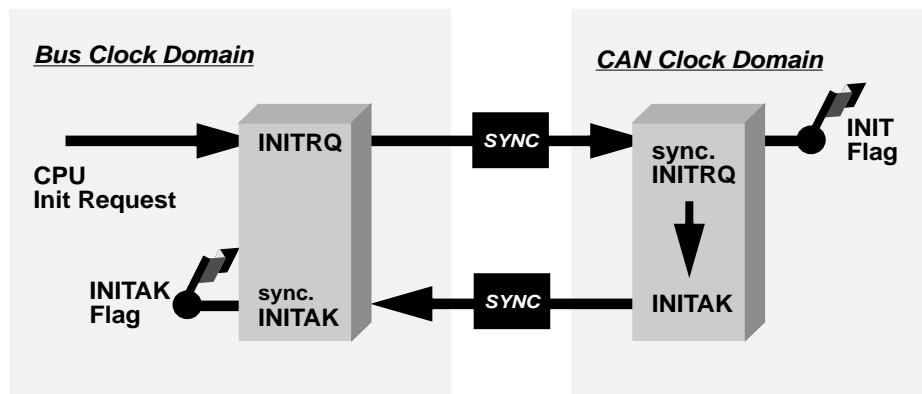 Bus Clock Domain
CAN Clock Domain
CPU
Init Request
INITRQ
SYNC
sync.
INITRQ
INIT
Flag
INITAK
Flag
sync.
INITAK
SYNC
INITAK